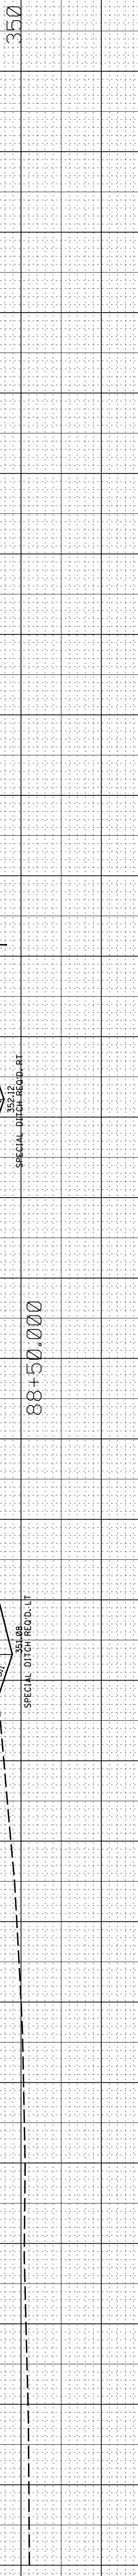 350
352.12
SPECIAL DITCH REQ'D. RT
88+50.000
351.08
SPECIAL DITCH REQ'D. LT